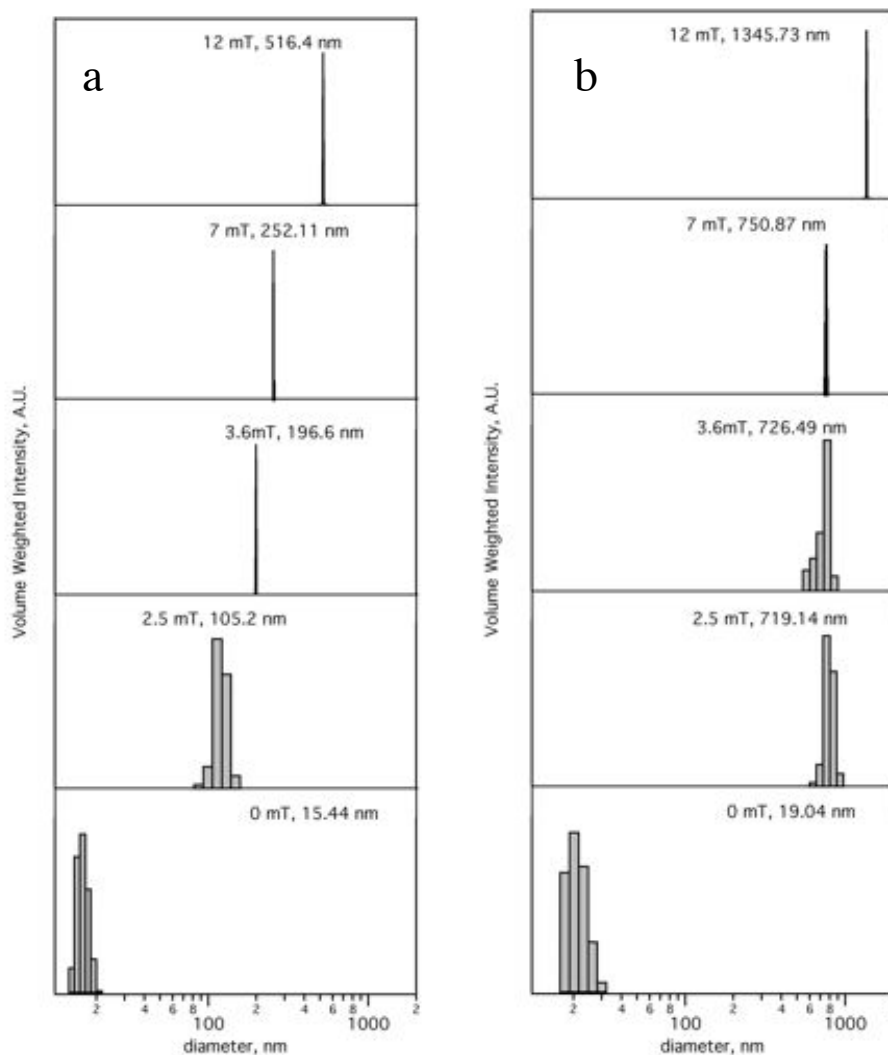 a
12 mT, 516.4 nm
7 mT, 252.11 nm
3.6mT, 196.6 nm
2.5 mT, 105.2 nm
0 mT, 15.44 nm
Volume Weighted Intensity, A.U.
2 4 6 8 100 2 4 6 8 1000 2
diameter, nm
b
12 mT, 1345.73 nm
7 mT, 750.87 nm
3.6mT, 726.49 nm
2.5 mT, 719.14 nm
0 mT, 19.04 nm
Volume Weighted Intensity, A.U.
2 4 6 8 100 2 4 6 8 1000
diameter, nm